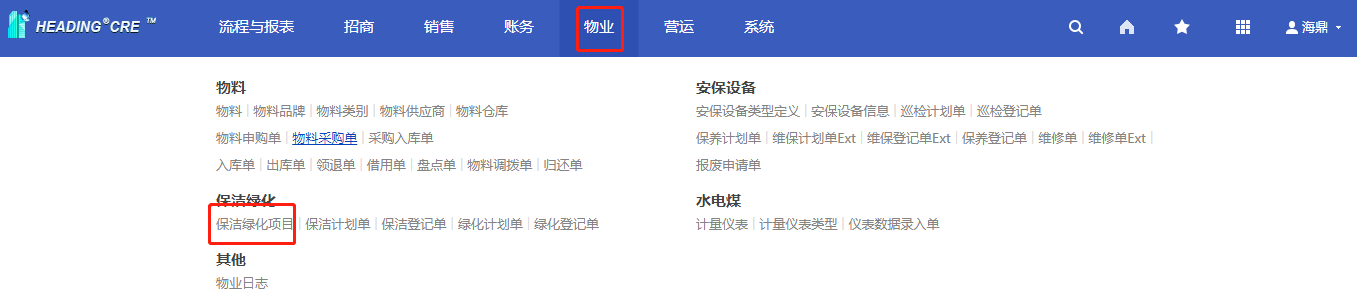 HEADING®CRE ™ 流程与报表 招商 销售 账务 物业 营运 系统 海鼎
物料
物料 | 物料品牌 | 物料类别 | 物料供应商 | 物料仓库
物料申购单 | 物料采购单 | 采购入库单
入库单 | 出库单 | 领退单 | 借用单 | 盘点单 | 物料调拨单 | 归还单
保洁绿化
保洁绿化项目 | 保洁计划单 | 保洁登记单 | 绿化计划单 | 绿化登记单
其他
物业日志
安保设备
安保设备类型定义 | 安保设备信息 | 巡检计划单 | 巡检登记单
保养计划单 | 维保计划单Ext | 维保登记单Ext | 保养登记单 | 维修单 | 维修单Ext |
报废申请单
水电煤
计量仪表 | 计量仪表类型 | 仪表数据录入单